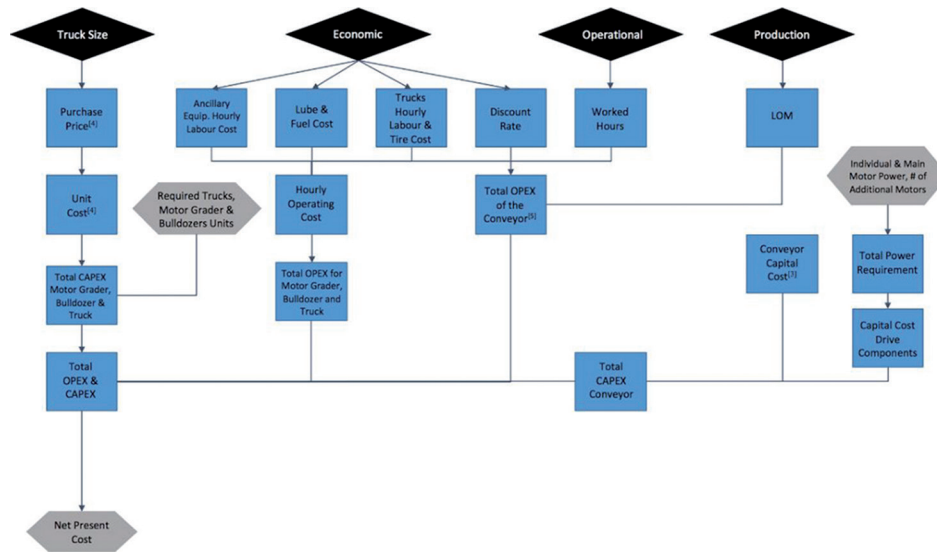 Truck Size
Economic
Operational
Production
Purchase
Price[4]
Ancillary
Equip. Hourly
Labour Cost
Lube &
Fuel Cost
Trucks
Hourly
Labour &
Tire Cost
Discount
Rate
Worked
Hours
LOM
Individual & Main
Motor Power, # of
Additional Motors
Unit
Cost[4]
Required Trucks,
Motor Grader &
Bulldozers Units
Hourly
Operating
Cost
Total OPEX
of the
Conveyor[5]
Total CAPEX
Motor Grader,
Bulldozer &
Truck
Total OPEX for
Motor Grader,
Bulldozer and
Truck
Conveyor
Capital
Cost[7]
Total Power
Requirement
Capital Cost
Drive
Components
Total
OPEX &
CAPEX
Total
CAPEX
Conveyor
Net Present
Cost